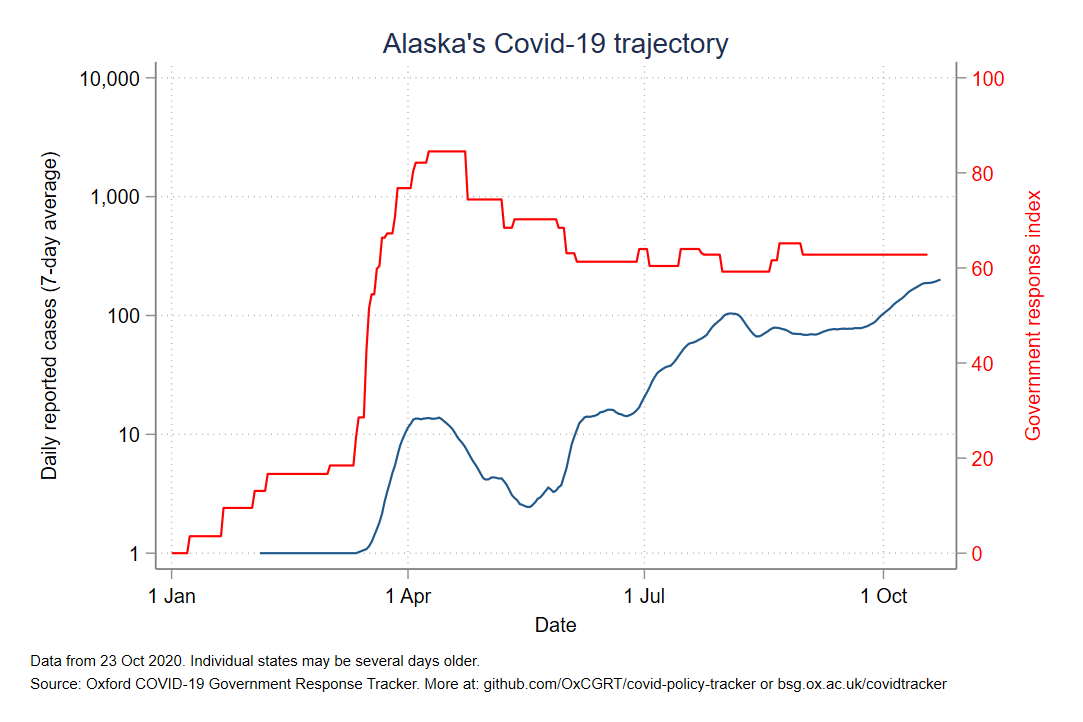 Alaska's Covid-19 trajectory
10,000
1,000
100
10
1
Daily reported cases (7-day average)
100
80
60
40
20
0
Government response index
1 Jan
1 Apr
1 Jul
1 Oct
Date
Data from 23 Oct 2020. Individual states may be several days older.
Source: Oxford COVID-19 Government Response Tracker. More at: github.com/OxCGRT/covid-policy-tracker or bsg.ox.ac.uk/covidtracker